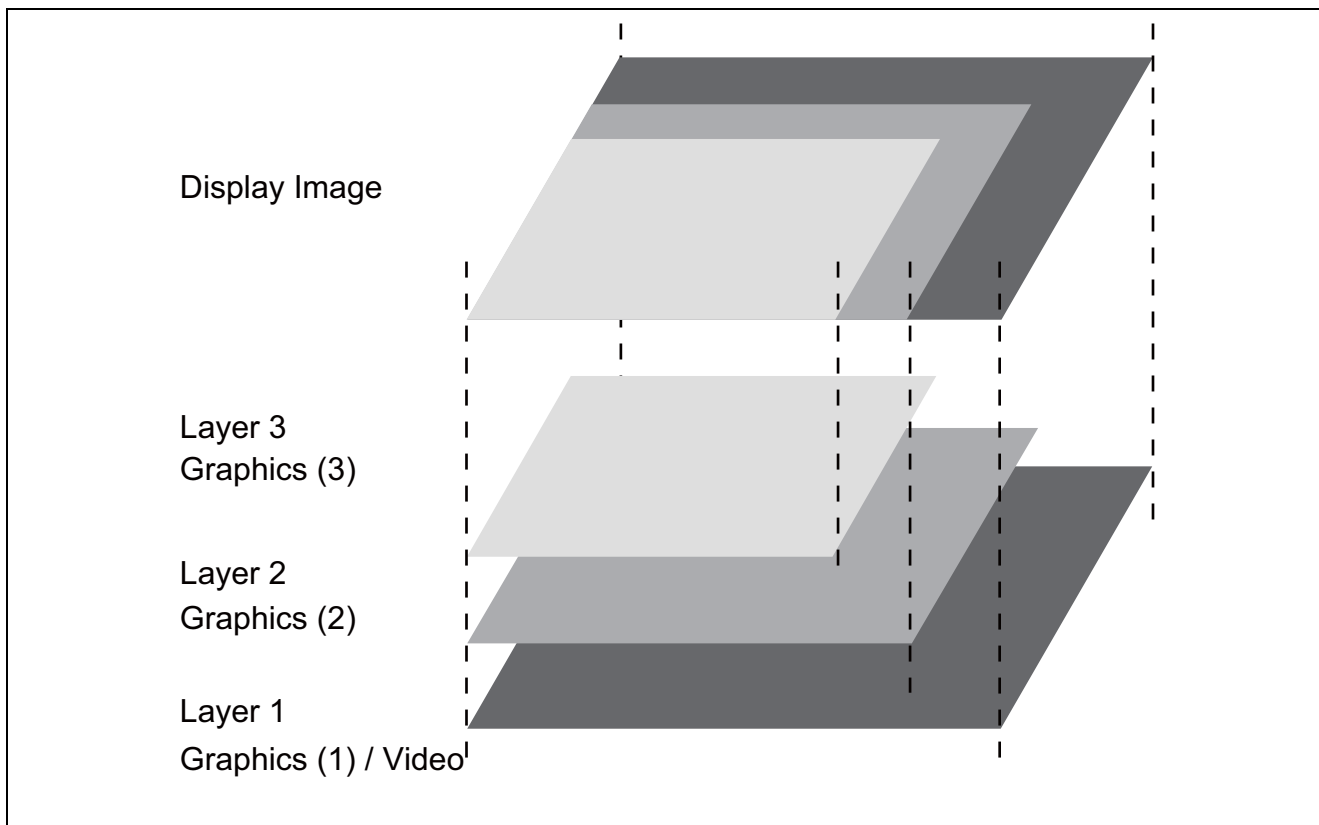 Display Image
Layer 3
Graphics (3)
Layer 2
Graphics (2)
Layer 1
Graphics (1) / Video